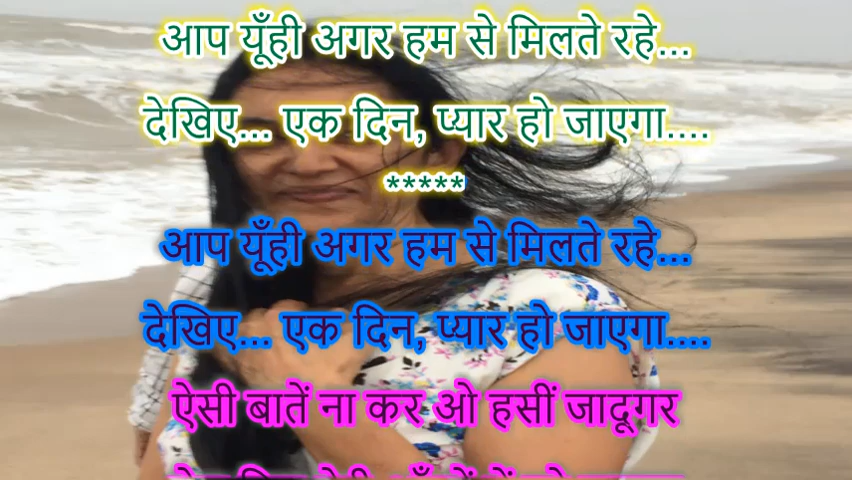 आप यूँही अगर हम से मिलते रहे...
देखिए... एक दिन, प्यार हो जाएगा....
*****
आप यूँही अगर हम से मिलते रहे...
देखिए... एक दिन, प्यार हो जाएगा....
ऐसी बातें ना कर ओ हसीं जादूगर